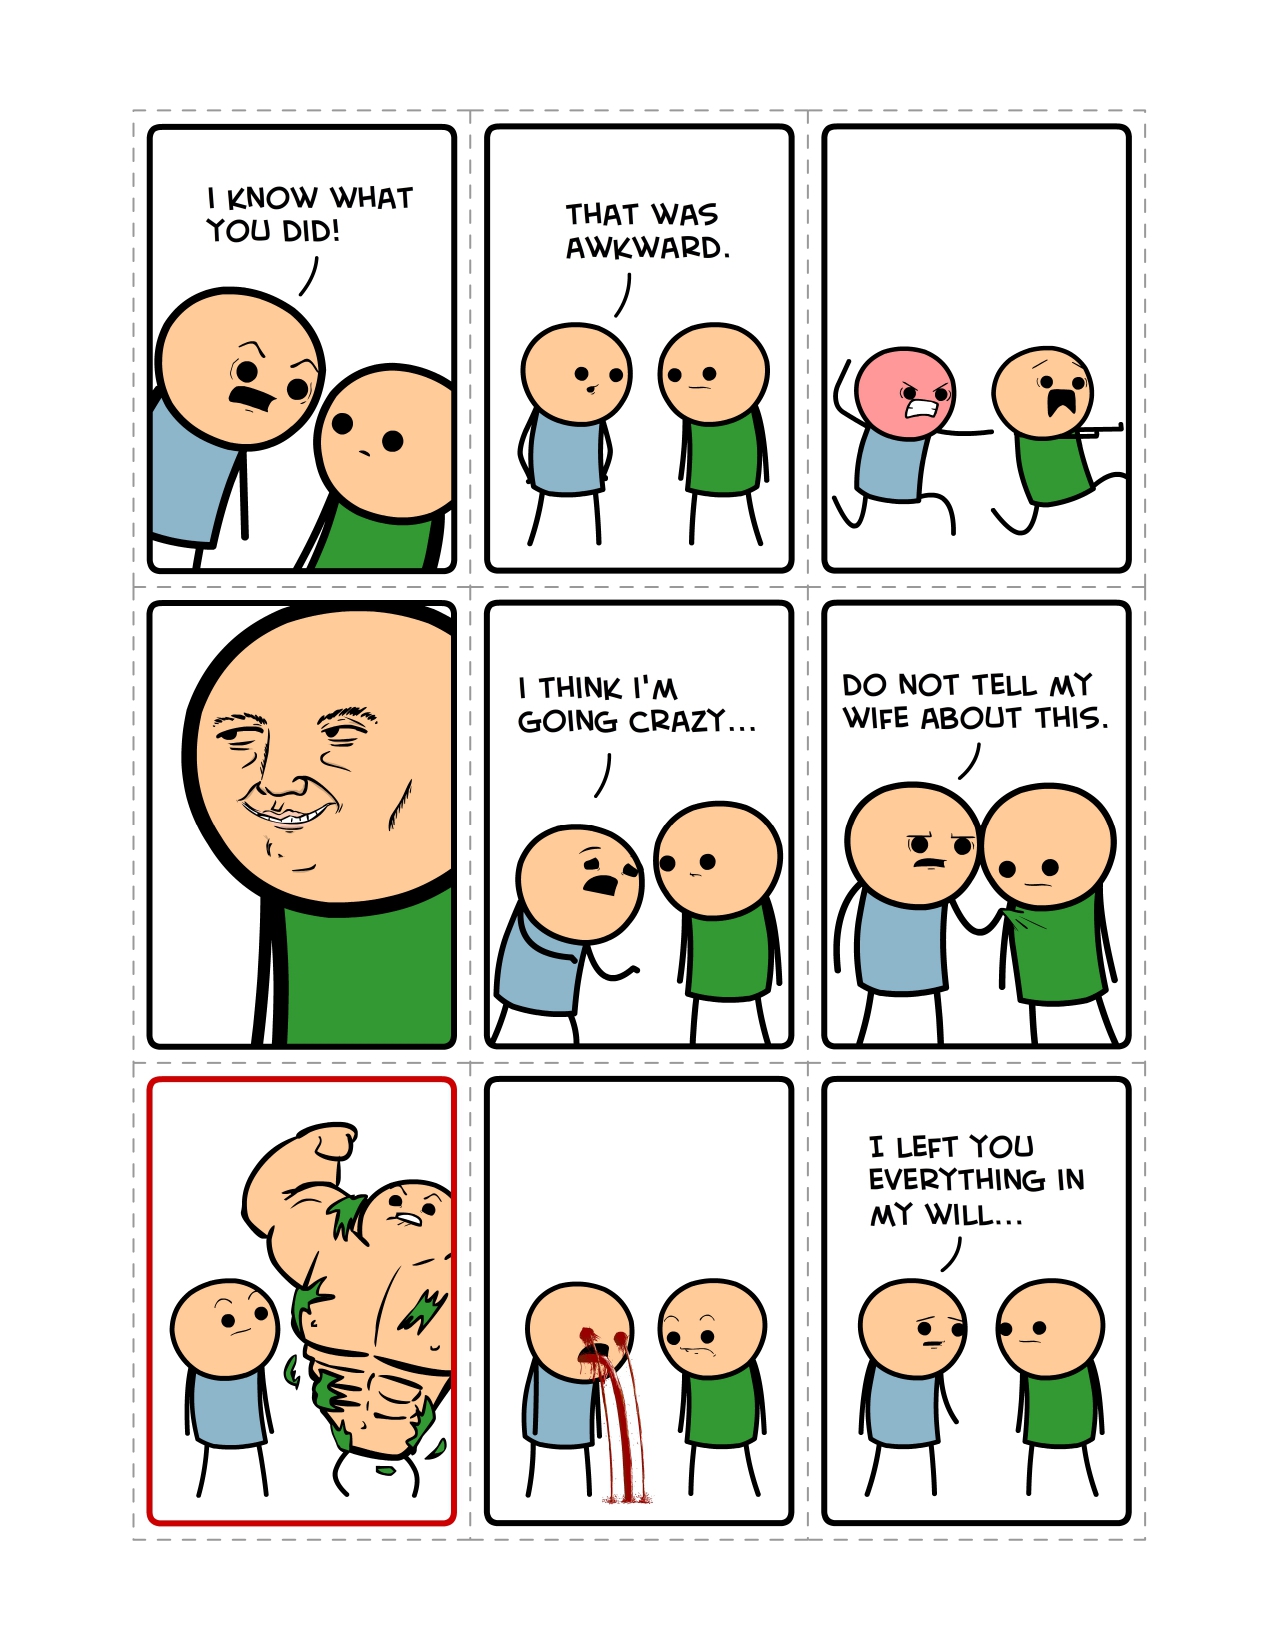 I KNOW WHAT
YOU DID!
THAT WAS
AWKWARD.
I THINK I'M
GOING CRAZY...
DO NOT TELL MY
WIFE ABOUT THIS.
I LEFT YOU
EVERYTHING IN
MY WILL...